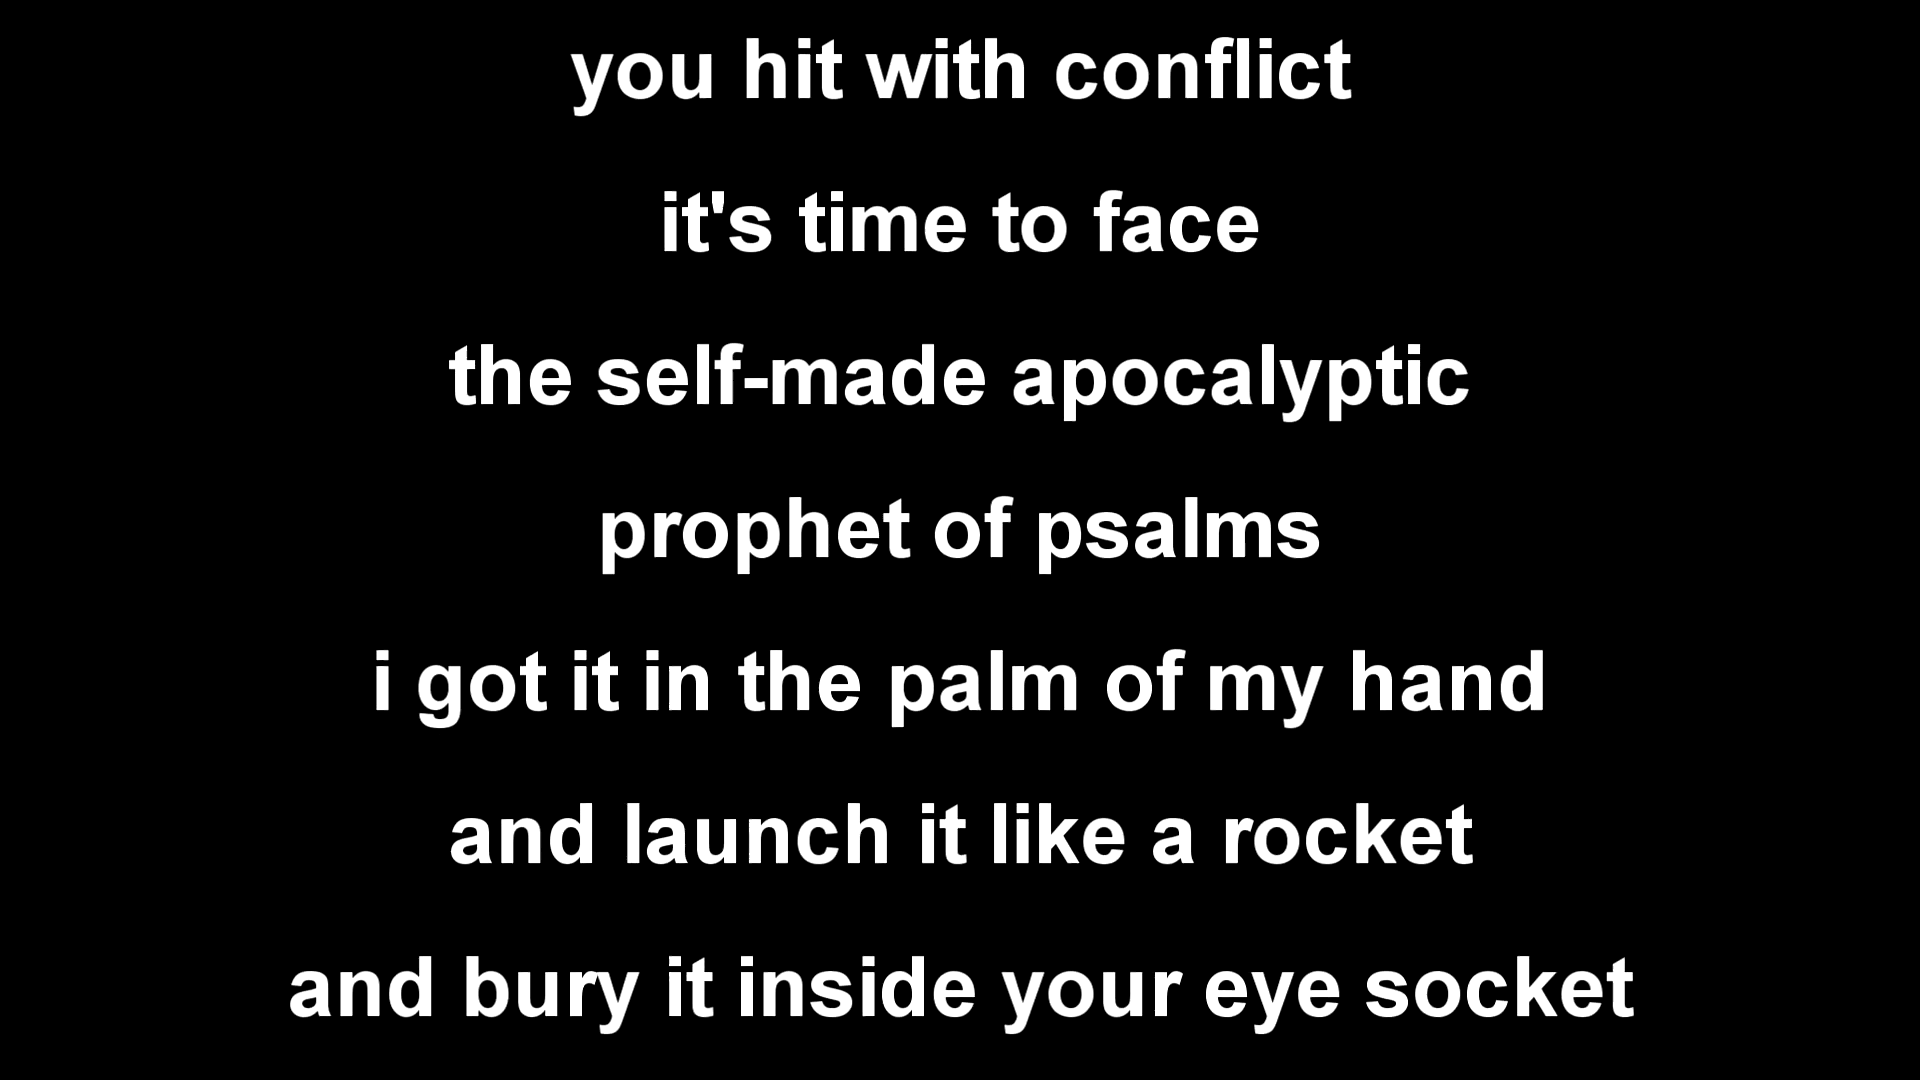 you hit with conflict
it's time to face
the self-made apocalyptic
prophet of psalms
i got it in the palm of my hand
and launch it like a rocket
and bury it inside your eye socket